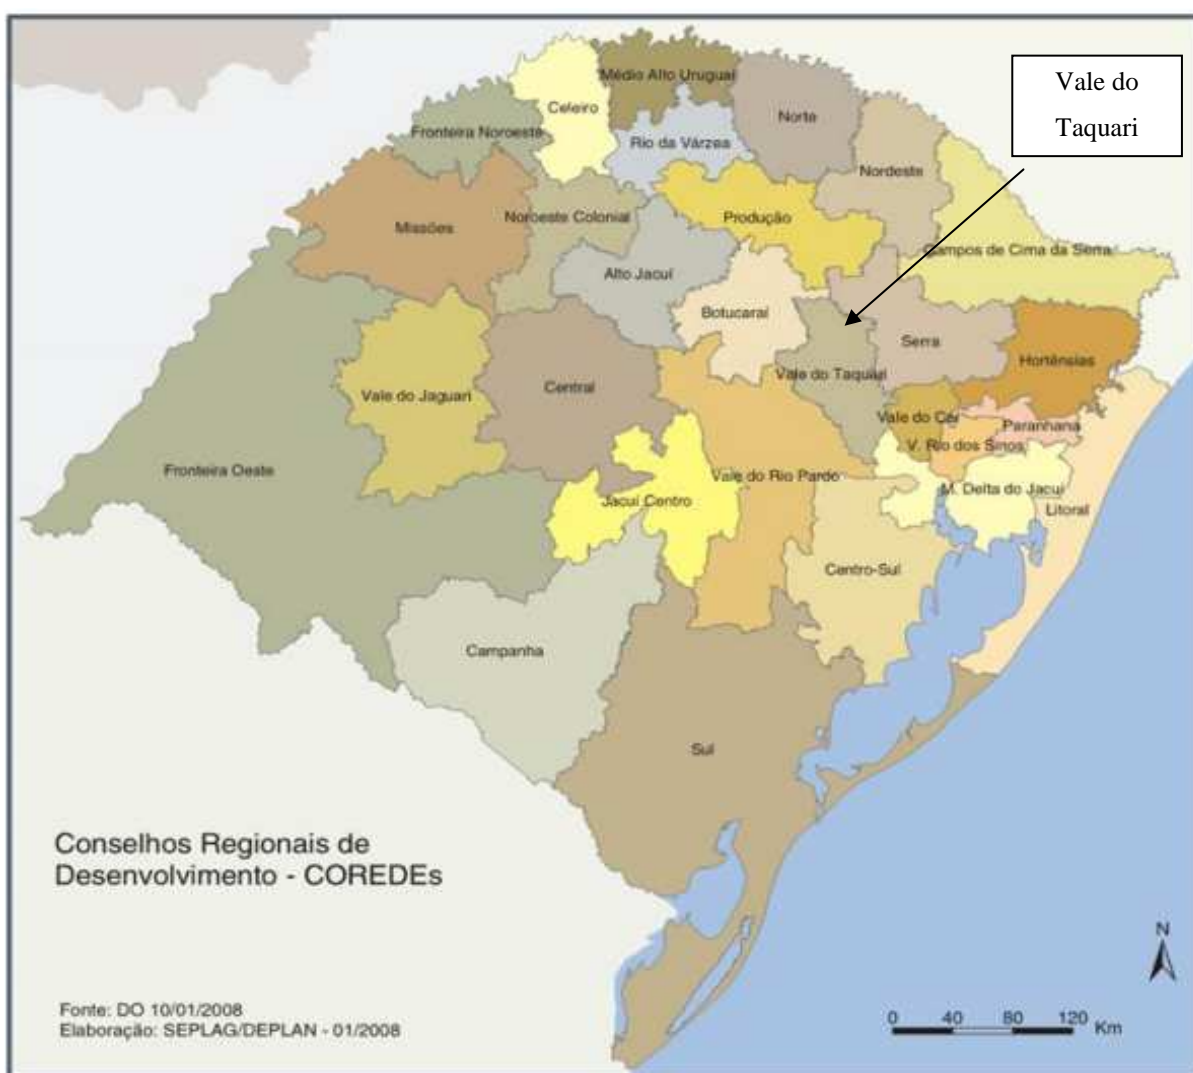 Vale do
Taquari
Médio Alto Uruguai
Celeiro
Norte
Fronteira Noroeste
Rio da Várzea
Nordeste
Missões
Noroeste Colonial
Produção
Campos de Cima da Serra
Alto Jacuí
Botucaraí
Serra
Hortênsias
Vale do Taquari
Central
Vale do Jaguari
Vale do Caí
Paranhana
V. Rio dos Sinos
Fronteira Oeste
Vale do Rio Pardo
M. Delta do Jacuí
Jacuí Centro
Litoral
Centro-Sul
Campanha
Sul
Conselhos Regionais de
Desenvolvimento - COREDEs
N
Fonte: DO 10/01/2008
Elaboração: SEPLAG/DEPLAN - 01/2008
0 40 80 120
Km